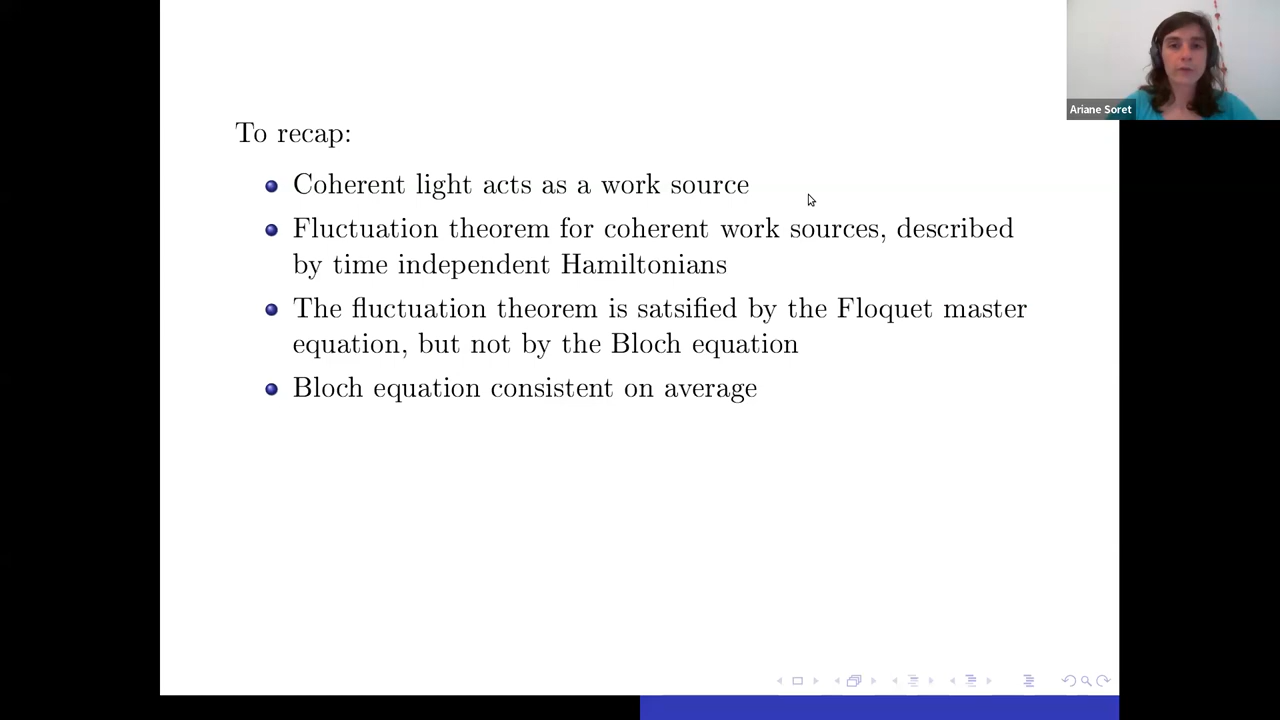 Ariane Soret
To recap:
Coherent light acts as a work source
Fluctuation theorem for coherent work sources, described
by time independent Hamiltonians
The fluctuation theorem is satsified by the Floquet master
equation, but not by the Bloch equation
Bloch equation consistent on average